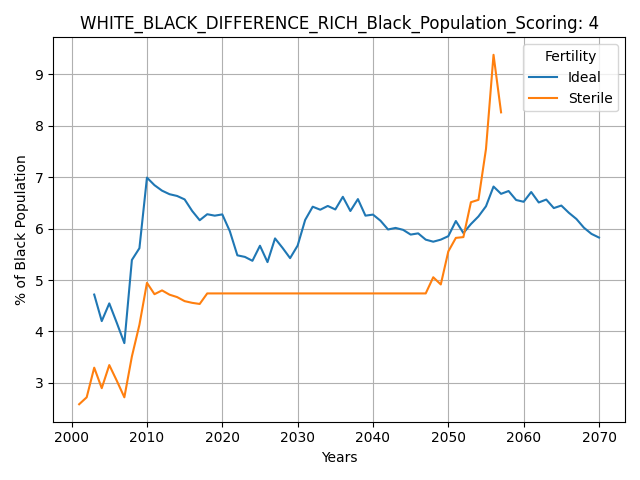 WHITE_BLACK_DIFFERENCE_RICH_Black_Population_Scoring: 4
Fertility
Ideal
Sterile
% of Black Population
9
8
7
6
5
4
3
2000 2010 2020 2030 2040 2050 2060 2070
Years